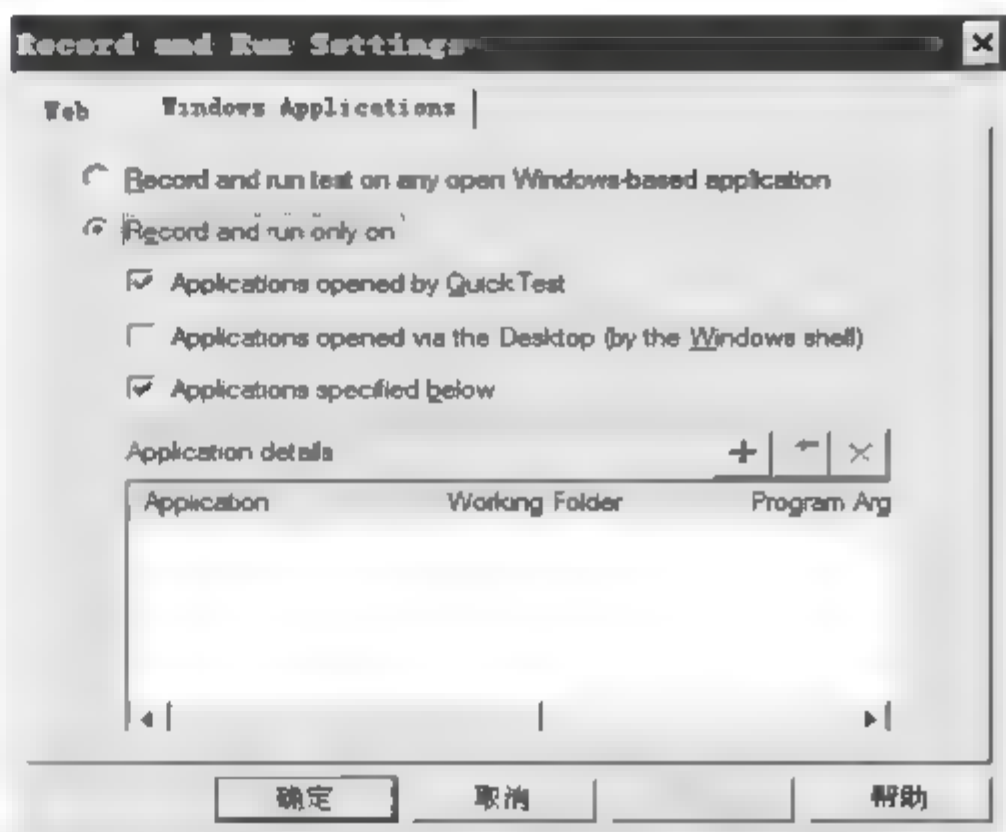 Record and Run Settings
Web Windows Applications
Record and run test on any open Windows-based application
Record and run only on
Applications opened by QuickTest
Applications opened via the Desktop (by the Windows shell)
Applications specified below
Application details
Application Working Folder Program Arg
确定 取消 帮助